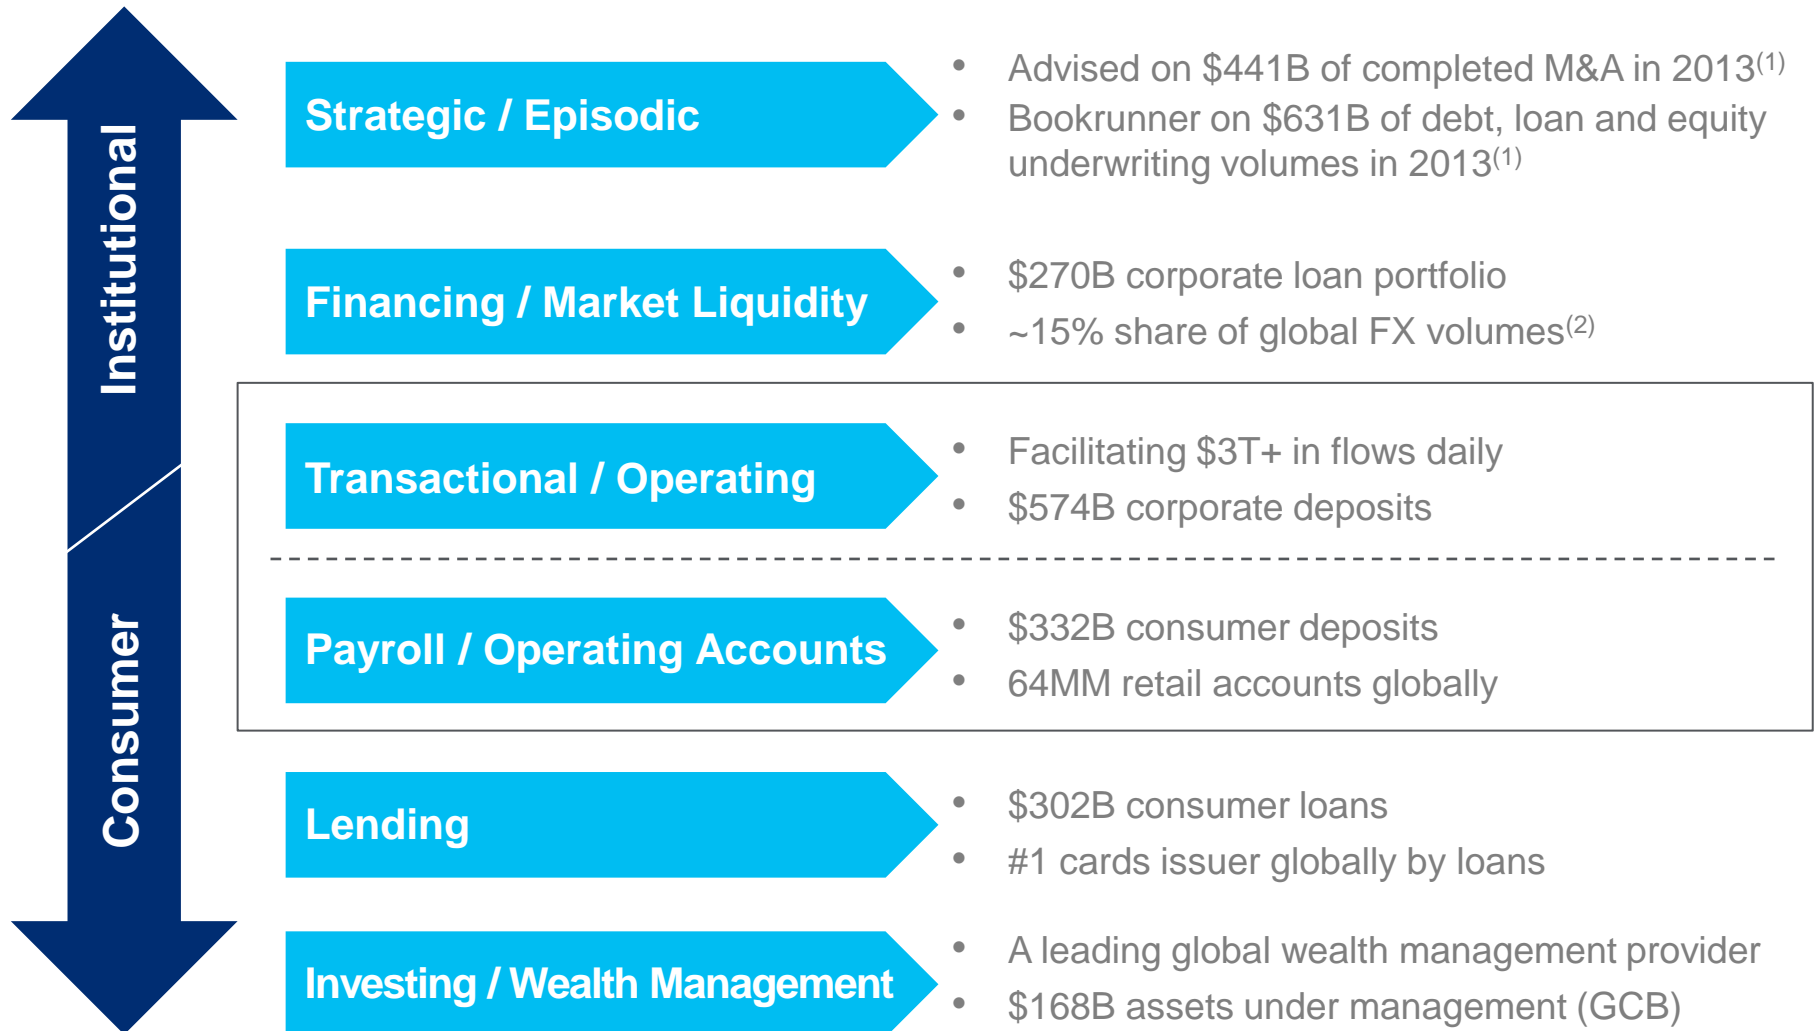 Institutional
Strategic / Episodic
• Advised on $441B of completed M&A in 2013(1)
• Bookrunner on $631B of debt, loan and equity
underwriting volumes in 2013(1)
Financing / Market Liquidity
• $270B corporate loan portfolio
• ~15% share of global FX volumes(2)
Transactional / Operating
• Facilitating $3T+ in flows daily
• $574B corporate deposits
Consumer
Payroll / Operating Accounts
• $332B consumer deposits
• 64MM retail accounts globally
Lending
• $302B consumer loans
• #1 cards issuer globally by loans
Investing / Wealth Management
• A leading global wealth management provider
• $168B assets under management (GCB)